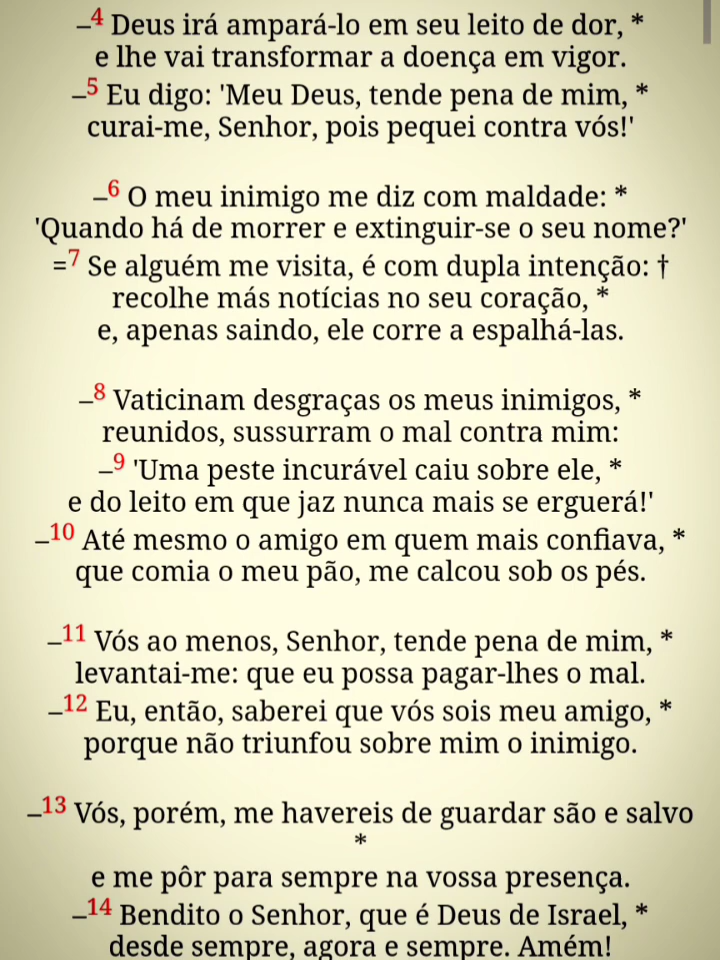 –4 Deus irá ampará-lo em seu leito de dor, *
e lhe vai transformar a doença em vigor.
–5 Eu digo: 'Meu Deus, tende pena de mim, *
curai-me, Senhor, pois pequei contra vós!'
–6 O meu inimigo me diz com maldade: *
'Quando há de morrer e extinguir-se o seu nome?'
=7 Se alguém me visita, é com dupla intenção: †
recolhe más notícias no seu coração, *
e, apenas saindo, ele corre a espalhá-las.
–8 Vaticinam desgraças os meus inimigos, *
reunidos, sussurram o mal contra mim:
–9 'Uma peste incurável caiu sobre ele, *
e do leito em que jaz nunca mais se erguerá!'
–10 Até mesmo o amigo em quem mais confiava, *
que comia o meu pão, me calcou sob os pés.
–11 Vós ao menos, Senhor, tende pena de mim, *
levantai-me: que eu possa pagar-lhes o mal.
–12 Eu, então, saberei que vós sois meu amigo, *
porque não triunfou sobre mim o inimigo.
–13 Vós, porém, me havereis de guardar são e salvo
*
e me pôr para sempre na vossa presença.
–14 Bendito o Senhor, que é Deus de Israel, *
desde sempre, agora e sempre. Amém!